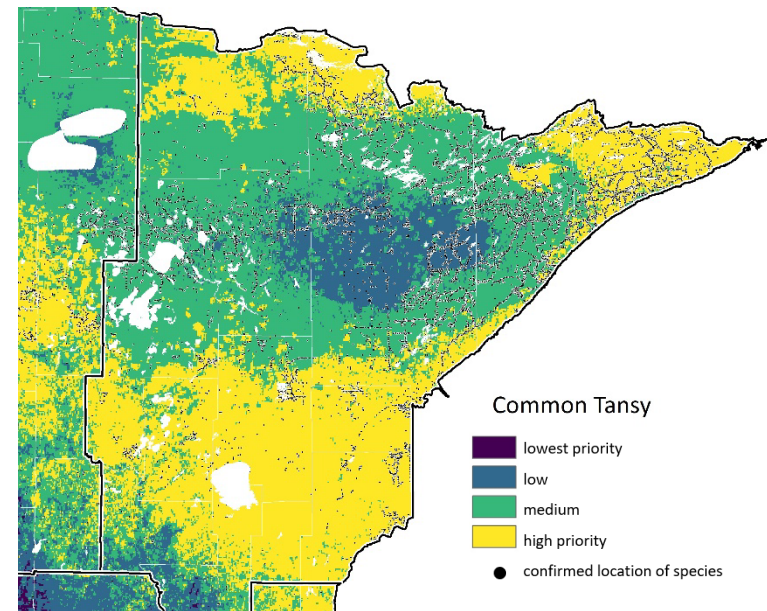 Common Tansy
lowest priority
low
medium
high priority
confirmed location of species